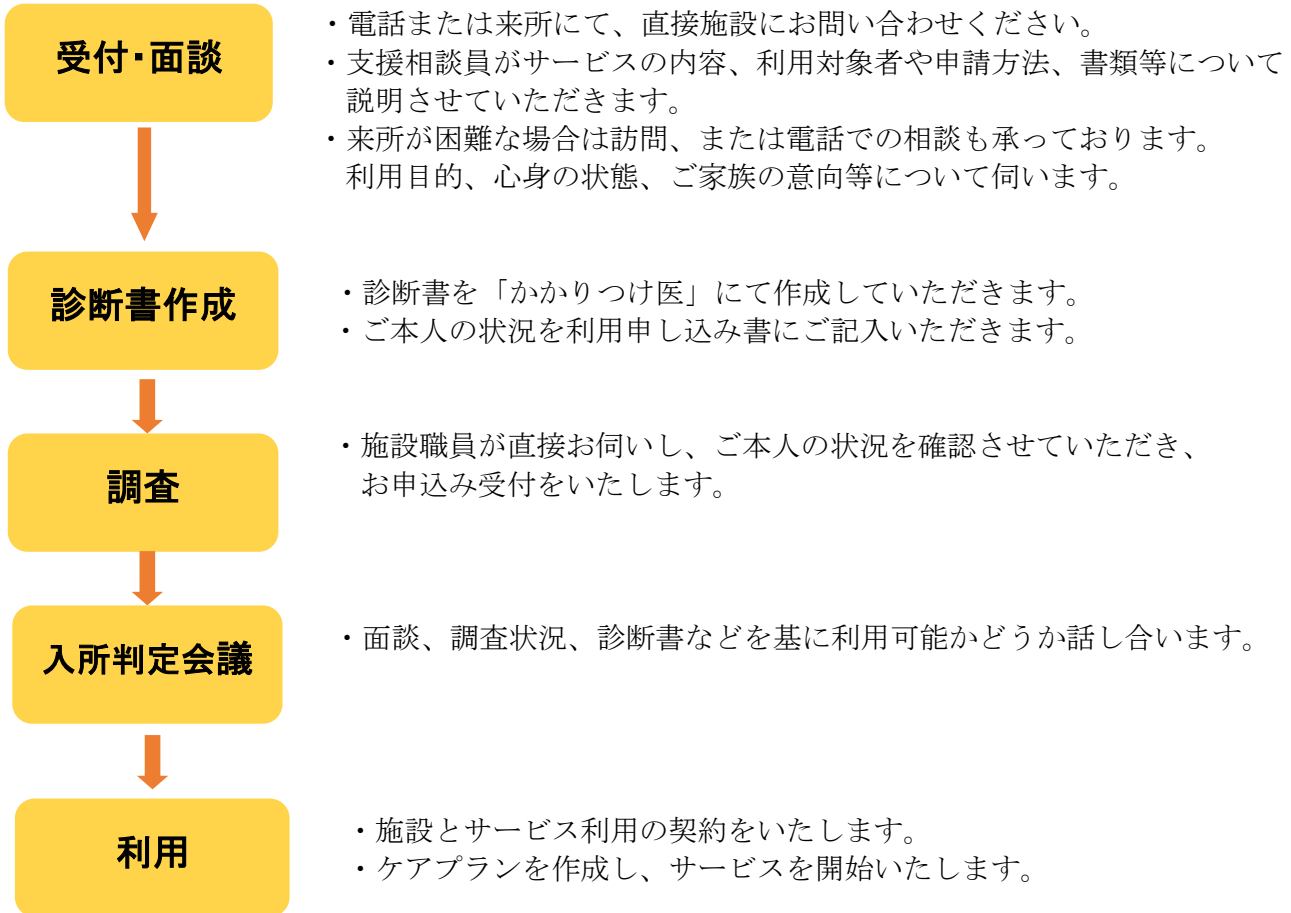 受付・面談
・電話または来所にて、直接施設にお問い合わせください。
・支援相談員がサービスの内容、利用対象者や申請方法、書類等について
説明させていただきます。
・来所が困難な場合は訪問、または電話での相談も承っております。
利用目的、心身の状態、ご家族の意向等について伺います。
診断書作成
・診断書を「かかりつけ医」にて作成していただきます。
・ご本人の状況を利用申し込み書にご記入いただきます。
調査
・施設職員が直接お伺いし、ご本人の状況を確認させていただき、
お申込み受付をいたします。
入所判定会議
・面談、調査状況、診断書などを基に利用可能かどうか話し合います。
利用
・施設とサービス利用の契約をいたします。
・ケアプランを作成し、サービスを開始いたします。